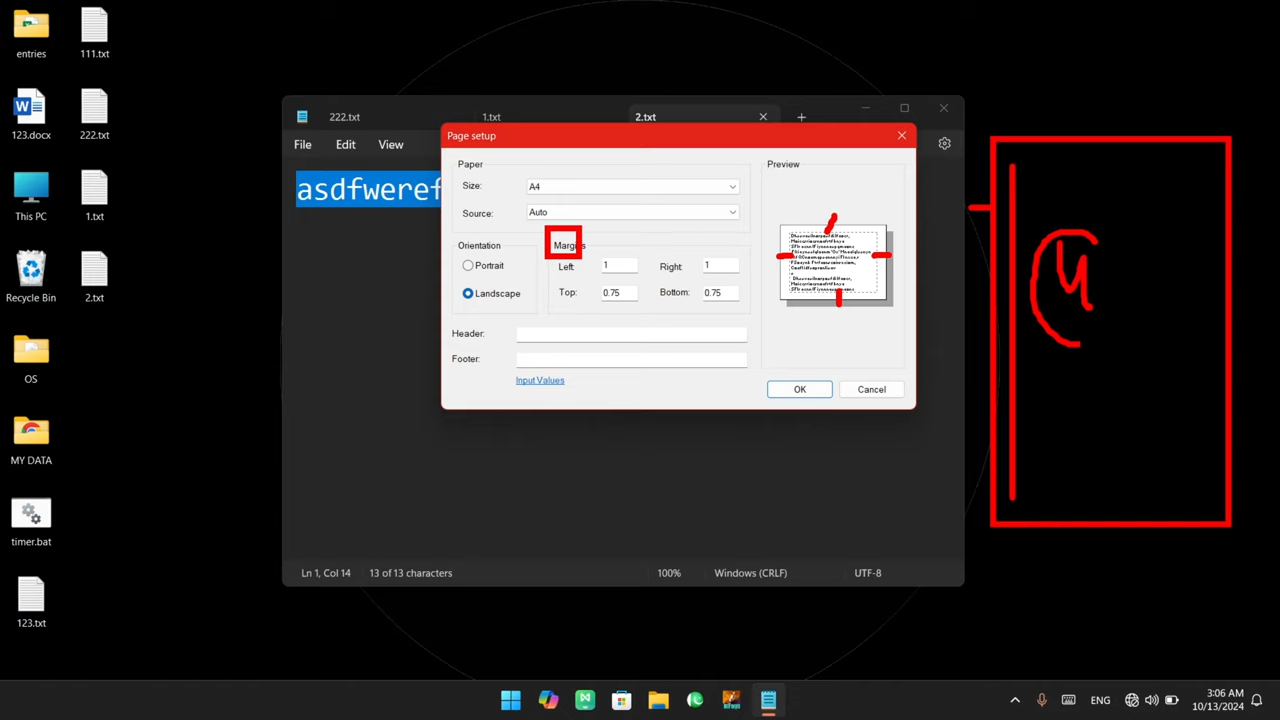 entries
111.txt
123.docx
222.txt
This PC
1.txt
Recycle Bin
2.txt
OS
MY DATA
timer.bat
123.txt
222.txt
1.txt
2.txt
File
Edit
View
asdfweref
Page setup
Paper
Size:
A4
Source:
Auto
Orientation
Portrait
Landscape
Margins
Left:
1
Right:
1
Top:
0.75
Bottom:
0.75
Header:
Footer:
Input Values
Preview
OK
Cancel
Ln 1, Col 14
13 of 13 characters
100%
Windows (CRLF)
UTF-8
ENG
3:06 AM
10/13/2024